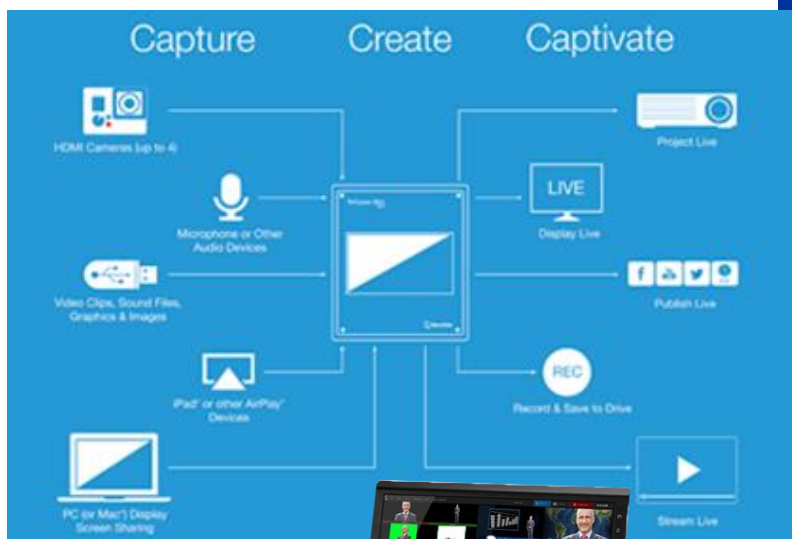 Capture Create Captivate
HDMI Cameras (up to 4)
Project Live
LIVE
Microphone or Other
Audio Devices
Display Live
Video Clips, Sound Files,
Graphics & Images
Publish Live
iPad® or other AirPlay®
Devices
REC
Record & Save to Drive
PC (or Mac®) Display
Screen Sharing
Stream Live